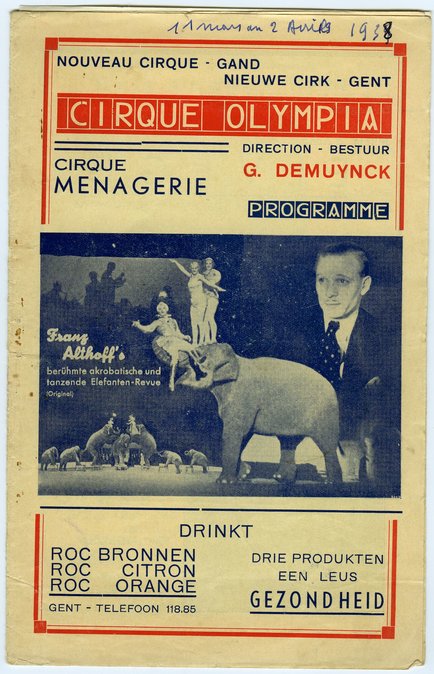 11 mars au 2 Avril 1938
NOUVEAU CIRQUE - GAND
NIEUWE CIRK - GENT
CIRQUE OLYMPIA
DIRECTION - BESTUUR
CIRQUE
G. DEMUYNCK
MENAGERIE
PROGRAMME
Franz
Althoff's
berühmte akrobatische und
tanzende Elefanten-Revue
(Original)
DRINKT
ROC BRONNEN
ROC CITRON
ROC ORANGE
GENT - TELEFOON 118.85
DRIE PRODUKTEN
EEN LEUS
GEZONDHEID